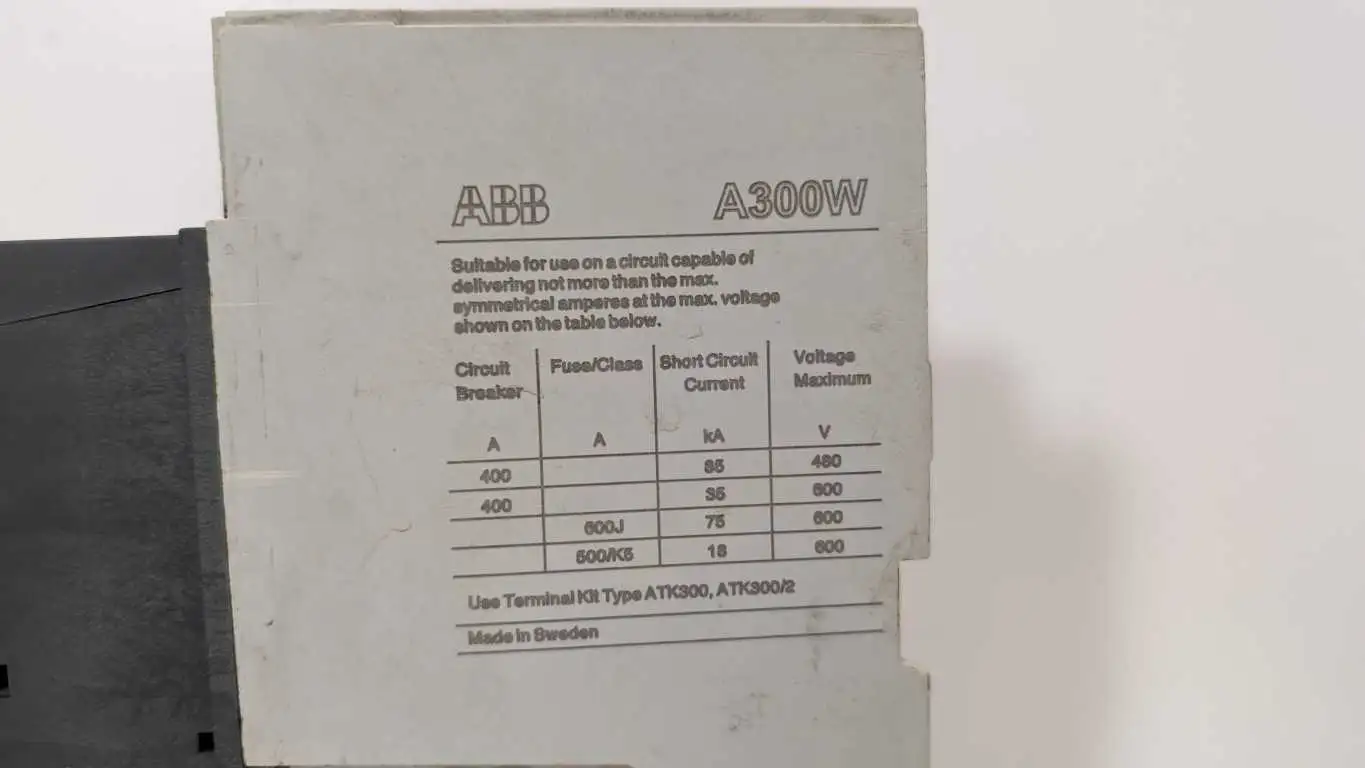 ABB A300W
Suitable for use on a circuit capable of
delivering not more than the max.
symmetrical amperes at the max. voltage
shown on the table below.
Circuit Breaker Fuse/Class Short Circuit Current Voltage Maximum
A A kA V
400 85 480
400 35 600
600J 75 600
500/K5 18 600
Use Terminal Kit Type ATK300, ATK300/2
Made in Sweden